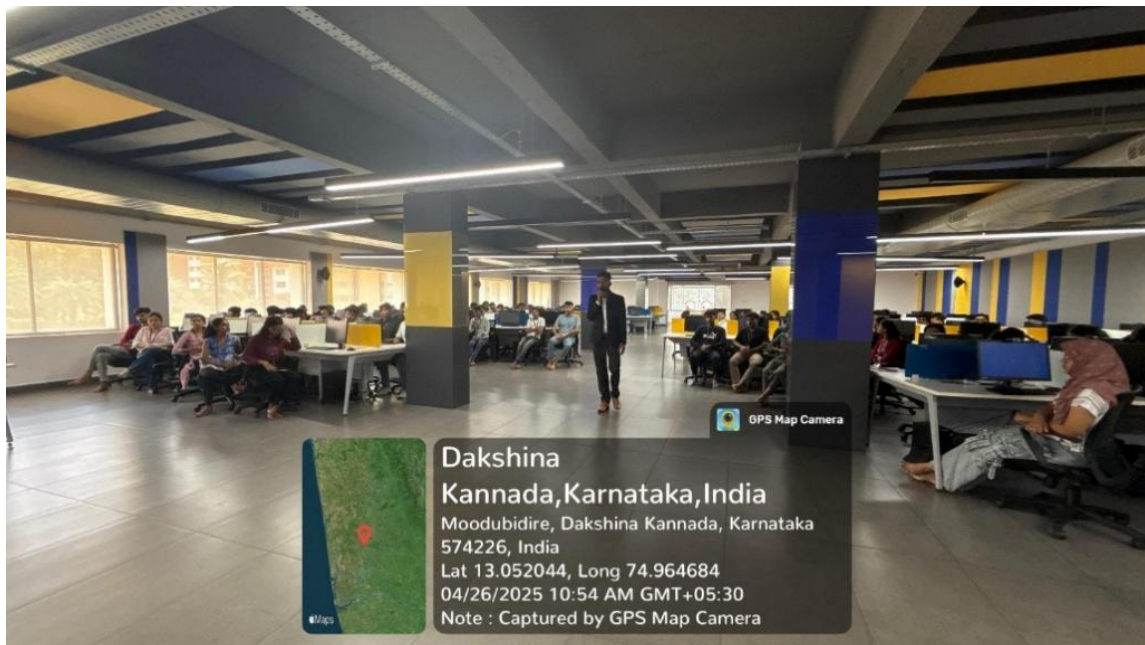 GPS Map Camera
Dakshina
Kannada,Karnataka,India
Moodubidire, Dakshina Kannada, Karnataka
574226, India
Lat 13.052044, Long 74.964684
04/26/2025 10:54 AM GMT+05:30
Note : Captured by GPS Map Camera
Maps